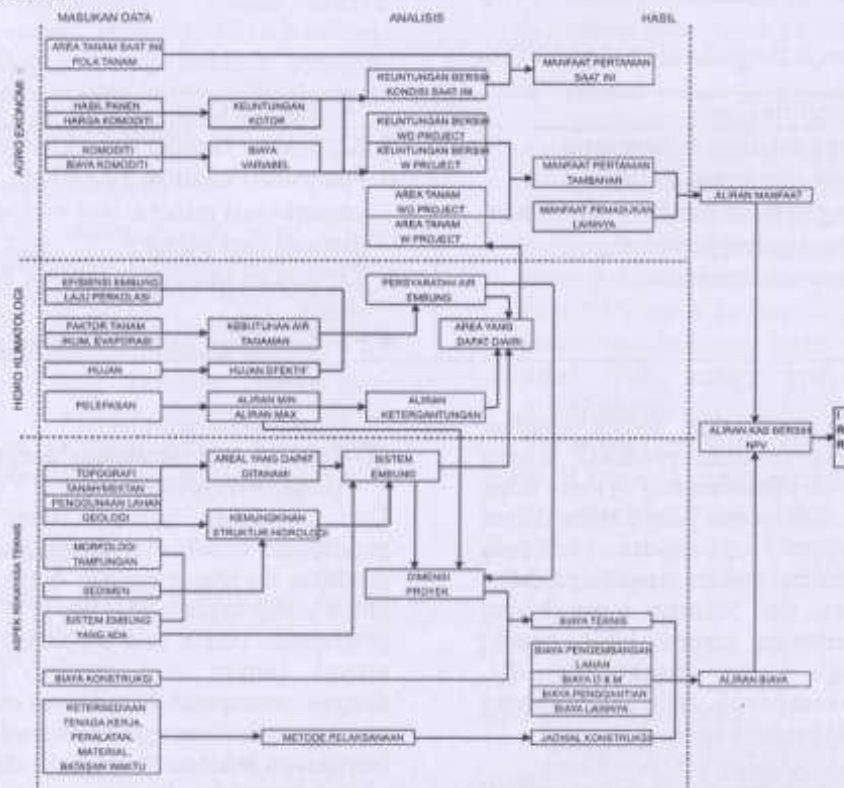 MASUKAN DATA
ANALISIS
HASIL
AGRO EKONOMI
AREA TANAM SAAT INI
POLA TANAM
HASIL PANEN
HARGA KOMODITI
KOMODITI
BIAYA KOMODITI
KEUNTUNGAN
KOTOR
BIAYA
VARIABEL
KEUNTUNGAN BERSIH
KONDISI SAAT INI
KEUNTUNGAN BERSIH
WO PROJECT
KEUNTUNGAN BERSIH
W PROJECT
AREA TANAM
WO PROJECT
AREA TANAM
W PROJECT
MANFAAT PERTANIAN
SAAT INI
MANFAAT PERTANIAN
TAMBAHAN
MANFAAT PEMADUKAN
LAINNYA
ALIRAN MANFAAT
HIDRO KLIMATOLOGI
EFISIENSI EMBUNG
LAJU PERKOLASI
FAKTOR TANAM
IKLIM, EVAPORASI
HUJAN
PELEPASAN
KEBUTUHAN AIR
TANAMAN
HUJAN EFEKTIF
ALIRAN MIN
ALIRAN MAX
PERSYARATAN AIR
EMBUNG
ALIRAN
KETERGANTUNGAN
AREA YANG
DAPAT DIAIRI
ALIRAN KAS BERSIH
NPV
I
R
R
ASPEK REKAYASA TEKNIS
TOPOGRAFI
TANAH/MEKTAN
PENGGUNAAN LAHAN
GEOLOGI
MORFOLOGI
TAMPUNGAN
SEDIMEN
SISTEM EMBUNG
YANG ADA
BIAYA KONSTRUKSI
KETERSEDIAAN
TENAGA KERJA,
PERALATAN,
MATERIAL,
BATASAN WAKTU
AREAL YANG DAPAT
DITANAMI
KEMUNGKINAN
STRUKTUR HIDROLOGI
SISTEM
EMBUNG
DIMENSI
PROYEK
METODE PELAKSANAAN
BIAYA TEKNIS
BIAYA PENGEMBANGAN
LAHAN
BIAYA O & M
BIAYA PENGGANTIAN
BIAYA LAINNYA
JADWAL KONSTRUKSI
ALIRAN BIAYA